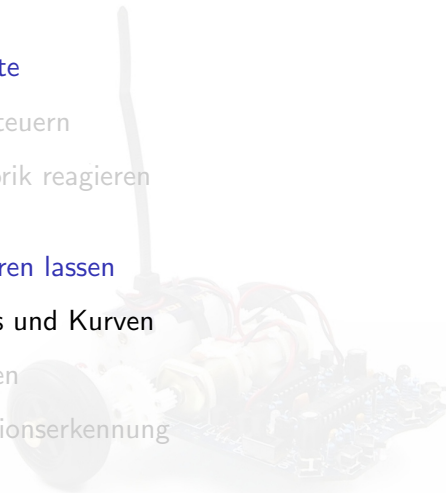 te
teuern
rik reagieren
ren lassen
s und Kurven
en
ionserkennung